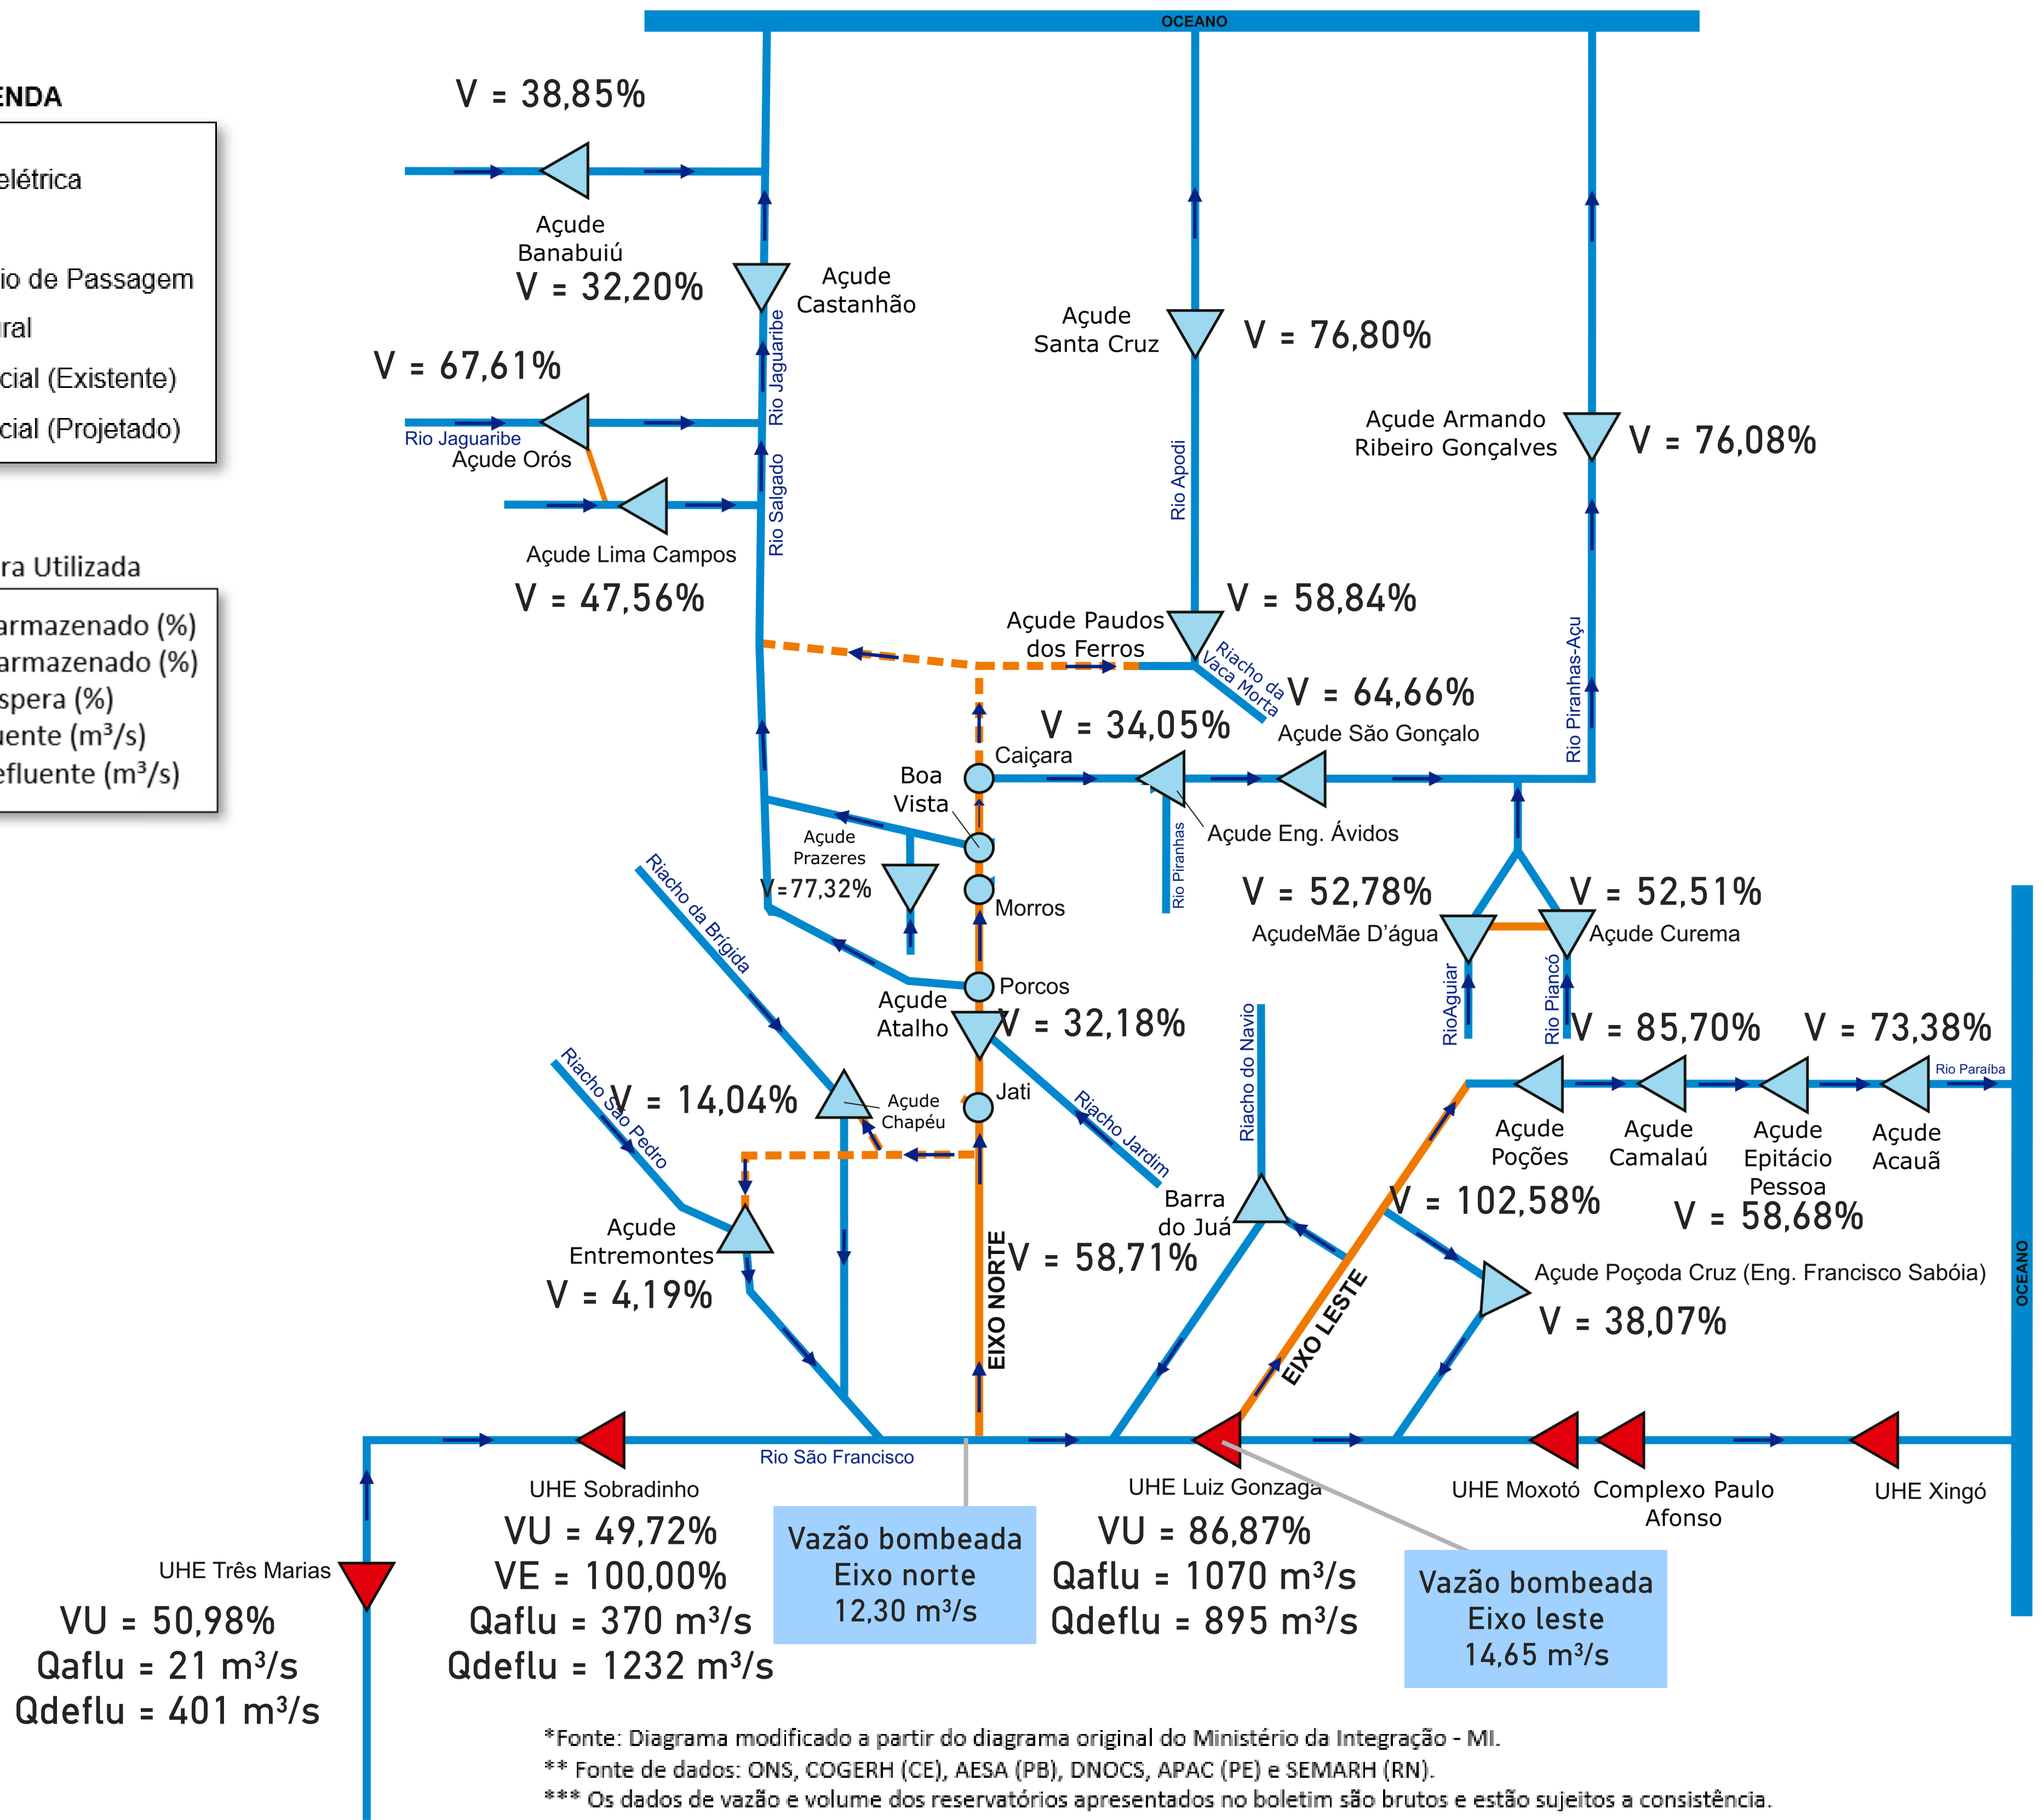 OCEANO
ENDA
elétrica
io de Passagem
ural
cial (Existente)
cial (Projetado)
ra Utilizada
armazenado (%)
armazenado (%)
spera (%)
uente (m³/s)
efluente (m³/s)
V = 38,85%
Açude
Banabuiú
V = 32,20%
Açude
Castanhão
Rio Jaguaribe
V = 67,61%
Rio Jaguaribe
Açude Orós
Rio Salgado
Açude Lima Campos
V = 47,56%
Açude
Santa Cruz
V = 76,80%
Rio Apodi
Açude Armando
Ribeiro Gonçalves
V = 76,08%
Rio Piranhas-Açu
Açude Paudos
dos Ferros
V = 58,84%
Riacho da
Vaca Morta
V = 64,66%
Açude São Gonçalo
V = 34,05%
Caiçara
Boa
Vista
Açude Eng. Ávidos
Rio Piranhas
Açude
Prazeres
V =77,32%
Morros
Porcos
Açude
Atalho
V = 32,18%
Jati
Riacho Jardim
Riacho da Brígida
Riacho São Pedro
V = 14,04%
Açude
Chapéu
Açude
Entremontes
V = 4,19%
EIXO NORTE
V = 52,78%
AçudeMãe D'água
V = 52,51%
Açude Curema
RioAguiar
Rio Piancó
V = 85,70%
V = 73,38%
Rio Paraíba
Açude
Poções
Açude
Camalaú
Açude
Epitácio
Pessoa
Açude
Acauã
V = 102,58%
V = 58,68%
Riacho do Navio
Barra
do Juá
V = 58,71%
EIXO LESTE
Açude Poçoda Cruz (Eng. Francisco Sabóia)
V = 38,07%
OCEANO
Rio São Francisco
UHE Sobradinho
VU = 49,72%
VE = 100,00%
Qaflu = 370 m³/s
Qdeflu = 1232 m³/s
Vazão bombeada
Eixo norte
12,30 m³/s
UHE Luiz Gonzaga
VU = 86,87%
Qaflu = 1070 m³/s
Qdeflu = 895 m³/s
Vazão bombeada
Eixo leste
14,65 m³/s
UHE Moxotó
Complexo Paulo
Afonso
UHE Xingó
UHE Três Marias
VU = 50,98%
Qaflu = 21 m³/s
Qdeflu = 401 m³/s
*Fonte: Diagrama modificado a partir do diagrama original do Ministério da Integração - MI.
** Fonte de dados: ONS, COGERH (CE), AESA (PB), DNOCS, APAC (PE) e SEMARH (RN).
*** Os dados de vazão e volume dos reservatórios apresentados no boletim são brutos e estão sujeitos a consistência.